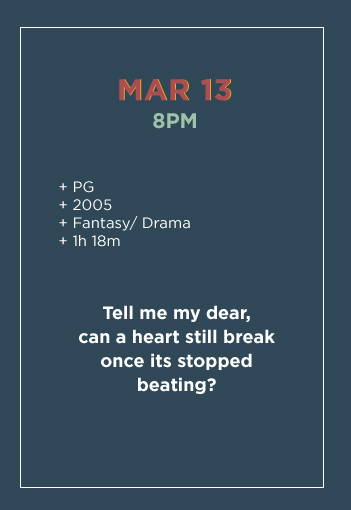 MAR 13
8PM
+ PG
+ 2005
+ Fantasy/ Drama
+ 1h 18m
Tell me my dear,
can a heart still break
once its stopped
beating?